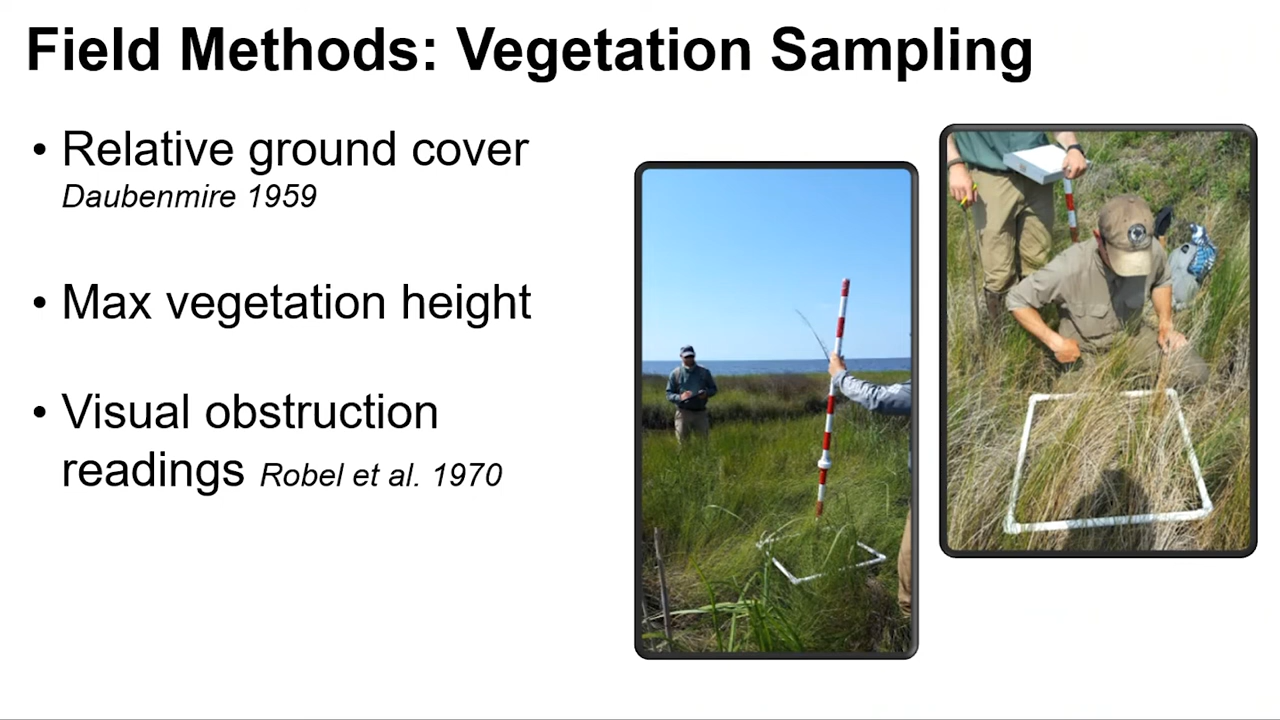 Field Methods: Vegetation Sampling
• Relative ground cover
Daubenmire 1959
• Max vegetation height
• Visual obstruction
readings Robel et al. 1970